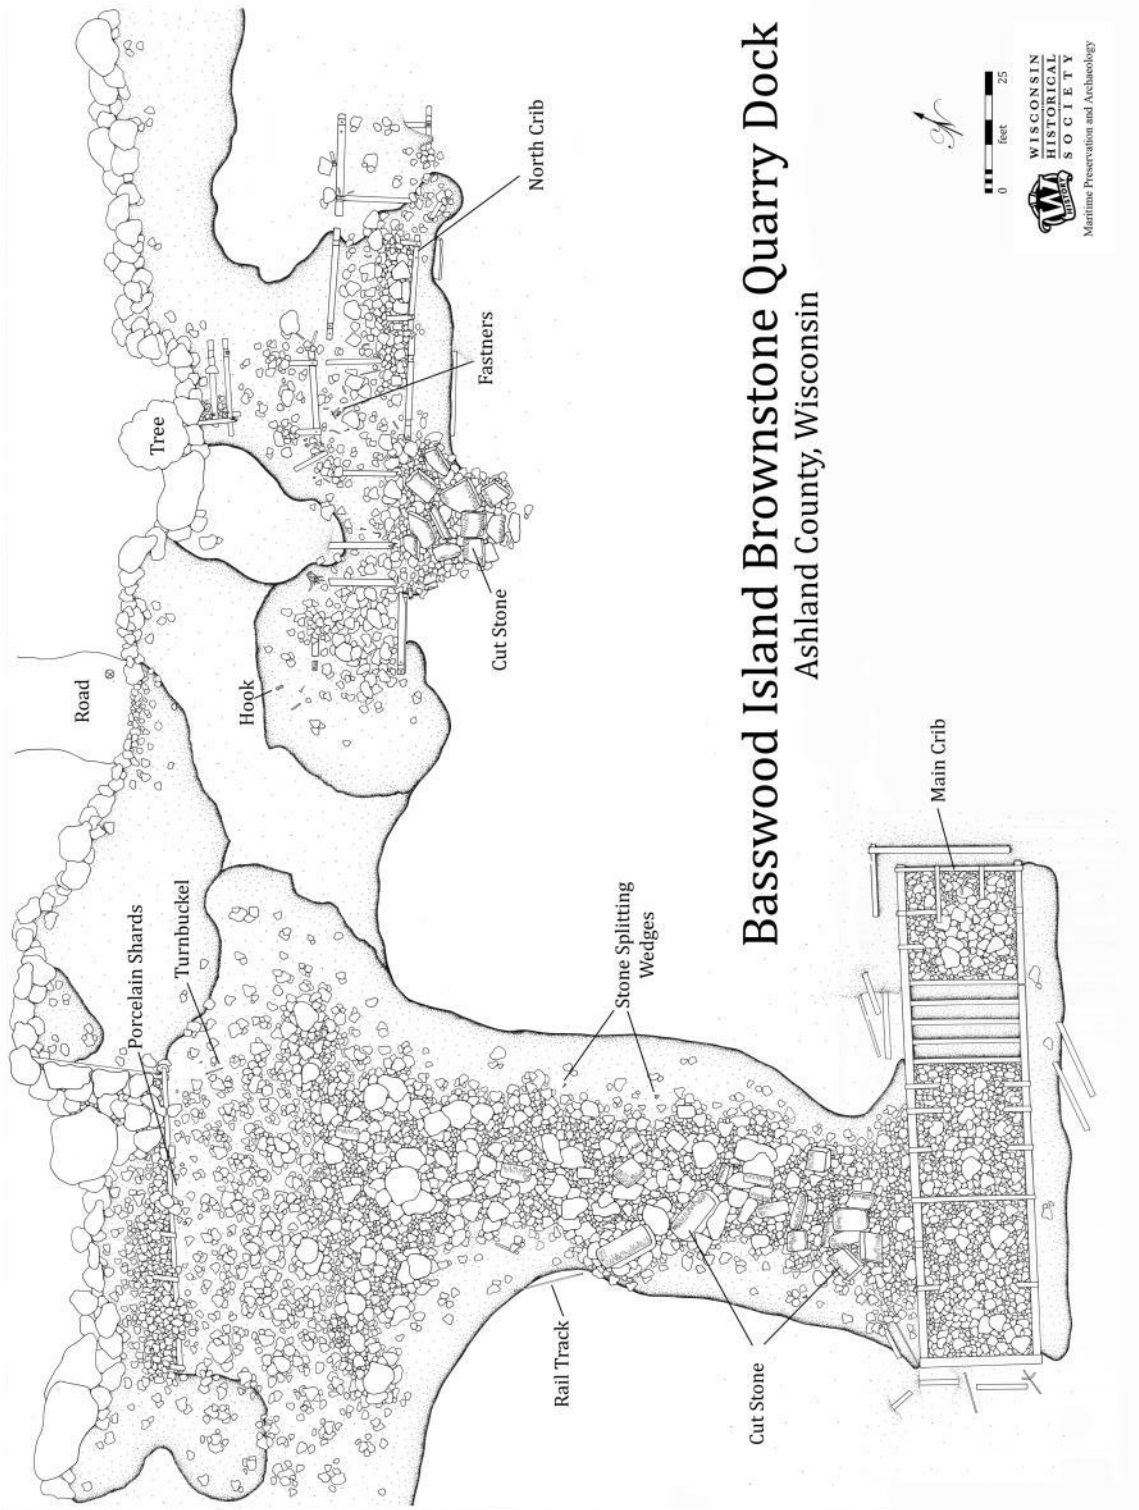 Basswood Island Brownstone Quarry Dock
Ashland County, Wisconsin
Tree
Road
Hook
North Crib
Fastners
Cut Stone
Porcelain Shards
Turnbuckel
Stone Splitting
Wedges
Rail Track
Cut Stone
Main Crib
N
0 feet 25
WISCONSIN
HISTORICAL
SOCIETY
HISTORY
Maritime Preservation and Archaeology